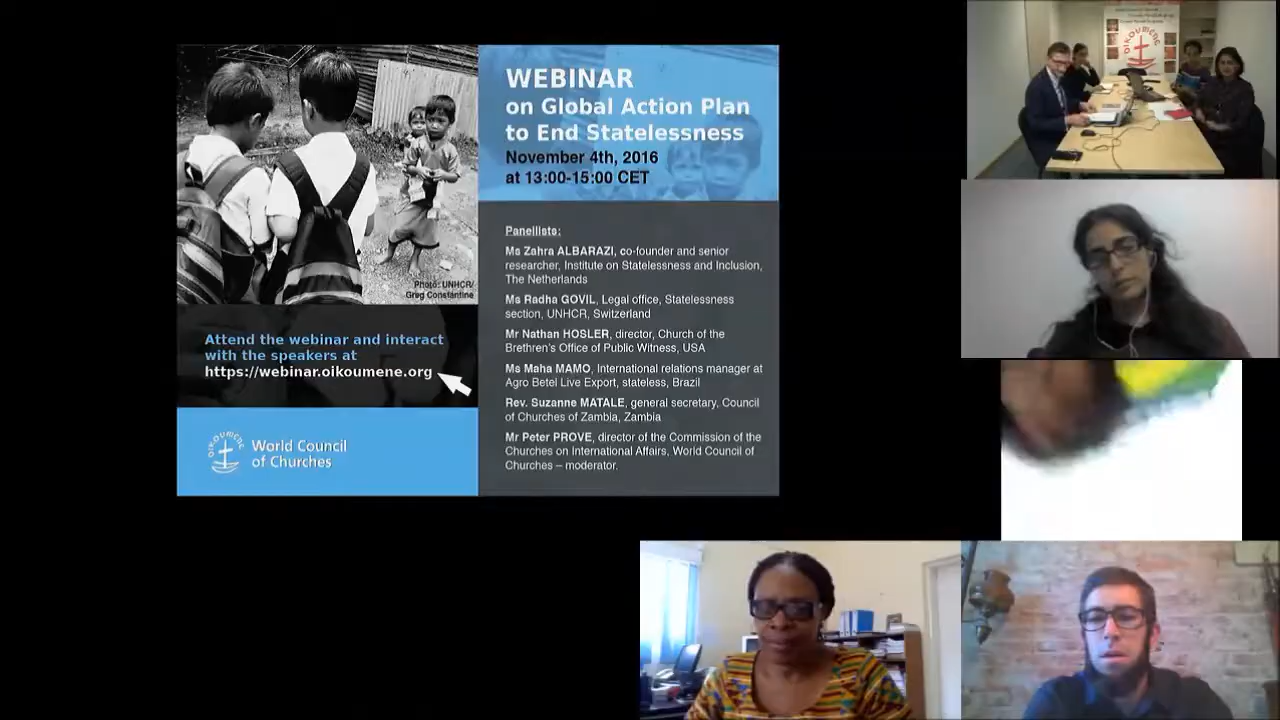 WEBINAR
on Global Action Plan
to End Statelessness
November 4th, 2016
at 13:00-15:00 CET
Panellists:
Ms Zahra ALBARAZI, co-founder and senior
researcher, Institute on Statelessness and Inclusion,
The Netherlands
Ms Radha GOVIL, Legal office, Statelessness
section, UNHCR, Switzerland
Mr Nathan HOSLER, director, Church of the
Brethren's Office of Public Witness, USA
Ms Maha MAMO, International relations manager at
Agro Betel Live Export, stateless, Brazil
Rev. Suzanne MATALE, general secretary, Council
of Churches of Zambia, Zambia
Mr Peter PROVE, director of the Commission of the
Churches on International Affairs, World Council of
Churches – moderator.
Photo: UNHCR/
Greg Constantine
Attend the webinar and interact
with the speakers at
https://webinar.oikoumene.org
OIKOUMENE
World Council
of Churches
OIKOUMENE